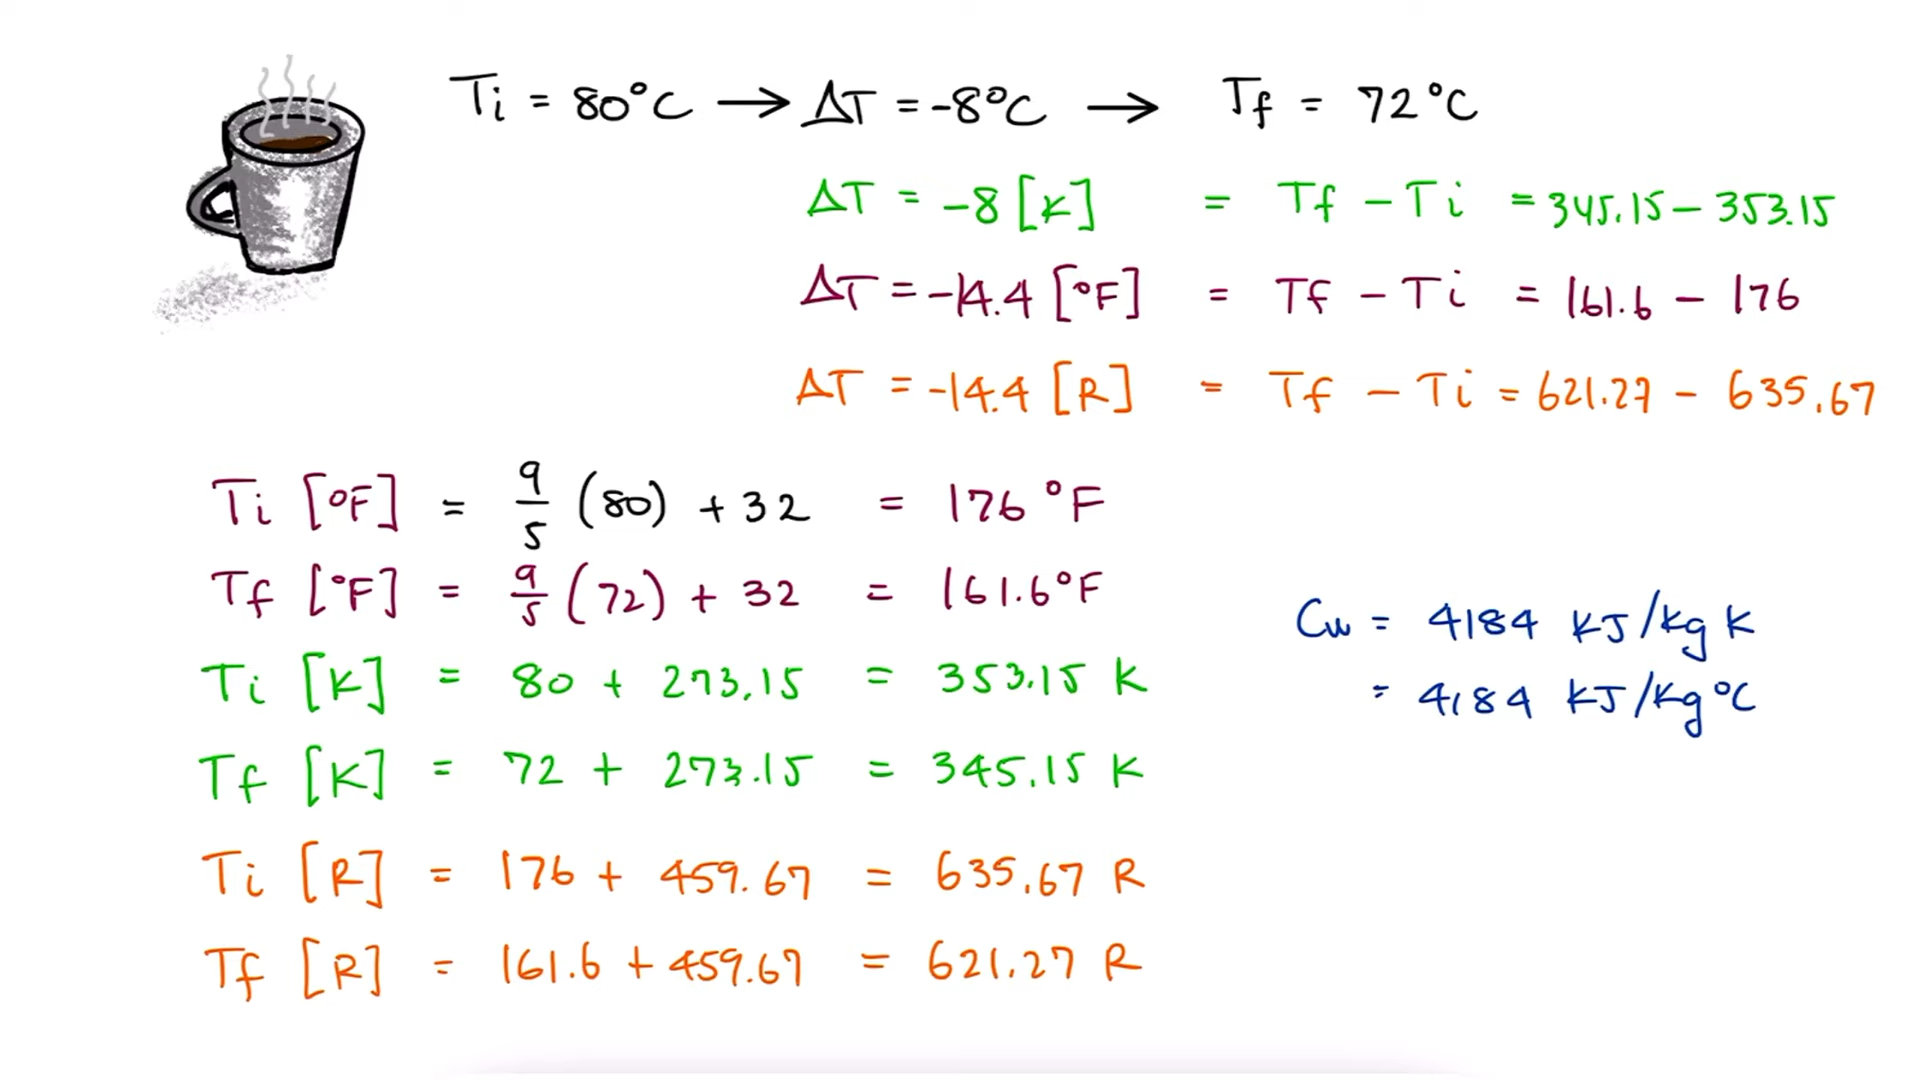 Ti = 80°C → ΔT = -8°C → Tf = 72°C
ΔT = -8 [K] = Tf - Ti = 345.15 - 353.15
ΔT = -14.4 [°F] = Tf - Ti = 161.6 - 176
ΔT = -14.4 [R] = Tf - Ti = 621.27 - 635.67
Ti [°F] = 9/5 (80) + 32 = 176 °F
Tf [°F] = 9/5 (72) + 32 = 161.6°F
Ti [K] = 80 + 273.15 = 353.15 K
Tf [K] = 72 + 273.15 = 345.15 K
Ti [R] = 176 + 459.67 = 635.67 R
Tf [R] = 161.6 + 459.67 = 621.27 R
Cw = 4184 KJ/kg K
= 4184 KJ/kg°C